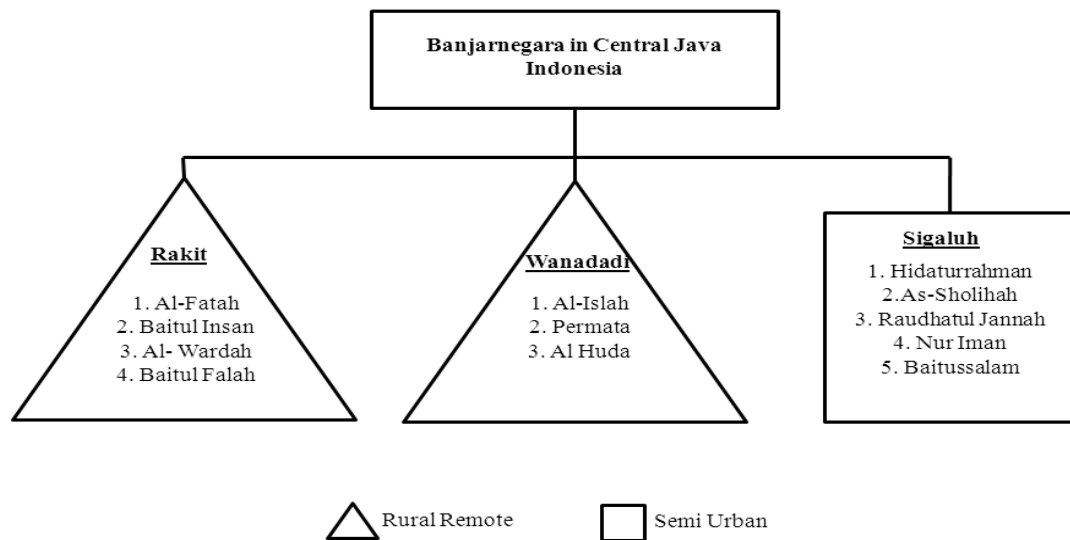 Banjarnegara in Central Java
Indonesia
Rakit
1. Al-Fatah
2. Baitul Insan
3. Al- Wardah
4. Baitul Falah
Wanadadi
1. Al-Islah
2. Permata
3. Al Huda
Sigaluh
1. Hidaturrahman
2.As-Sholihah
3. Raudhatul Jannah
4. Nur Iman
5. Baitussalam
Rural Remote
Semi Urban